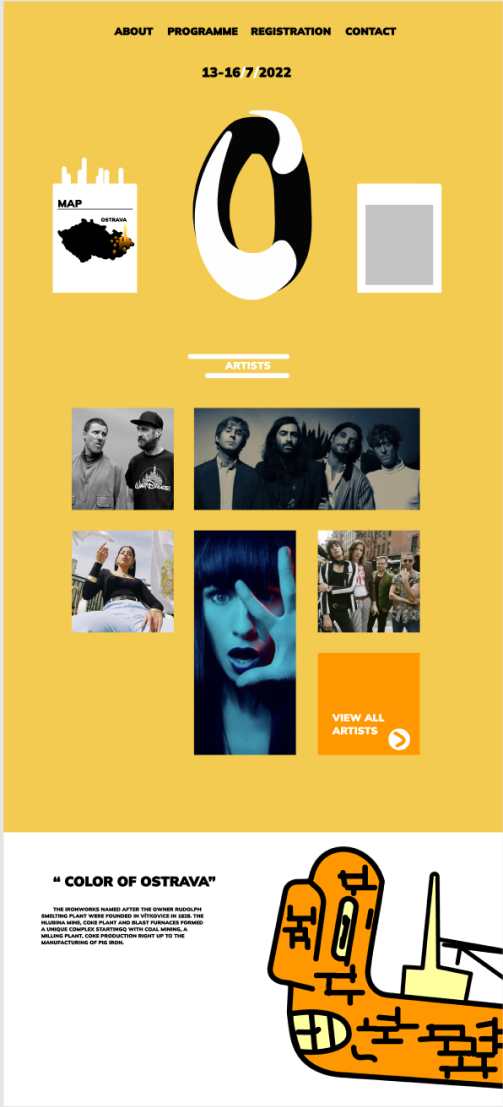 ABOUT PROGRAMME REGISTRATION CONTACT
13-16/7/2022
MAP
OSTRAVA
ARTISTS
VIEW ALL
ARTISTS
“ COLOR OF OSTRAVA”
THE IRONWORKS NAMED AFTER THE OWNER RUDOLPH
SMELTING PLANT WERE FOUNDED IN VÍTKOVICE IN 1828. THE
HLUBINA MINE, COKE PLANT AND BLAST FURNACES FORMED
A UNIQUE COMPLEX STARTINGQ WITH COAL MINING, A
MILLING PLANT, COKE PRODUCTION RIGHT UP TO THE
MANUFACTURING OF PIG IRON.